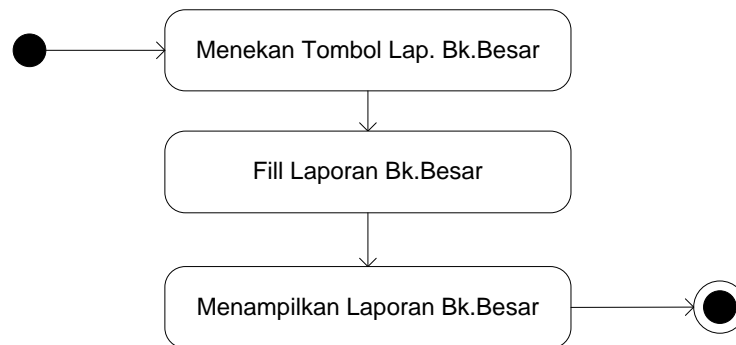 Menekan Tombol Lap. Bk.Besar
Fill Laporan Bk.Besar
Menampilkan Laporan Bk.Besar